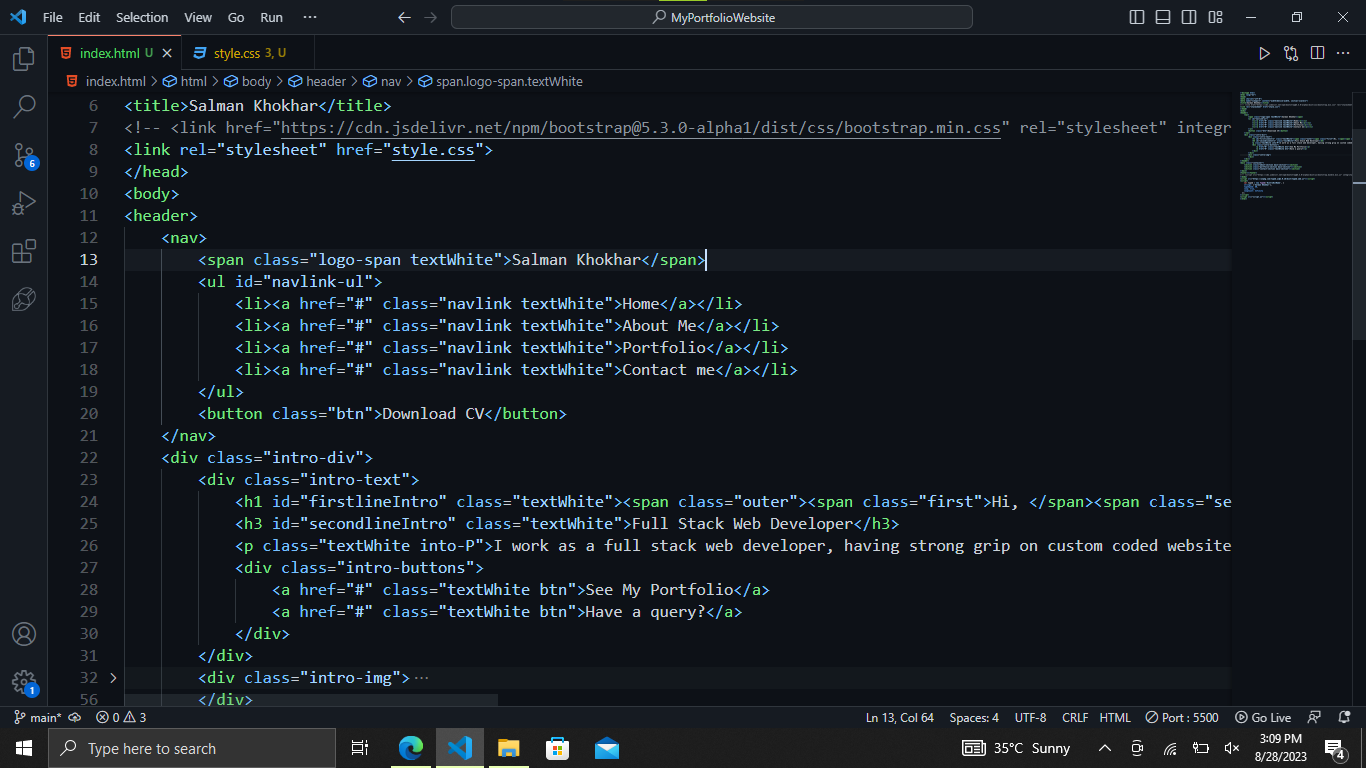 File Edit Selection View Go Run ··· MyPortfolioWebsite
index.html U style.css 3, U
index.html > html > body > header > nav > span.logo-span.textWhite
6 <title>Salman Khokhar</title>
7 <!-- <link href="https://cdn.jsdelivr.net/npm/bootstrap@5.3.0-alpha1/dist/css/bootstrap.min.css" rel="stylesheet" integr
8 <link rel="stylesheet" href="style.css">
9 </head>
10 <body>
11 <header>
12 <nav>
13 <span class="logo-span textWhite">Salman Khokhar</span>
14 <ul id="navlink-ul">
15 <li><a href="#" class="navlink textWhite">Home</a></li>
16 <li><a href="#" class="navlink textWhite">About Me</a></li>
17 <li><a href="#" class="navlink textWhite">Portfolio</a></li>
18 <li><a href="#" class="navlink textWhite">Contact me</a></li>
19 </ul>
20 <button class="btn">Download CV</button>
21 </nav>
22 <div class="intro-div">
23 <div class="intro-text">
24 <h1 id="firstlineIntro" class="textWhite"><span class="outer"><span class="first">Hi, </span><span class="se
25 <h3 id="secondlineIntro" class="textWhite">Full Stack Web Developer</h3>
26 <p class="textWhite into-P">I work as a full stack web developer, having strong grip on custom coded website
27 <div class="intro-buttons">
28 <a href="#" class="textWhite btn">See My Portfolio</a>
29 <a href="#" class="textWhite btn">Have a query?</a>
30 </div>
31 </div>
32 <div class="intro-img">···
56 </div>
6
1
main* 0 3 Ln 13, Col 64 Spaces: 4 UTF-8 CRLF HTML Port : 5500 Go Live
Type here to search 35°C Sunny 3:09 PM
8/28/2023 4